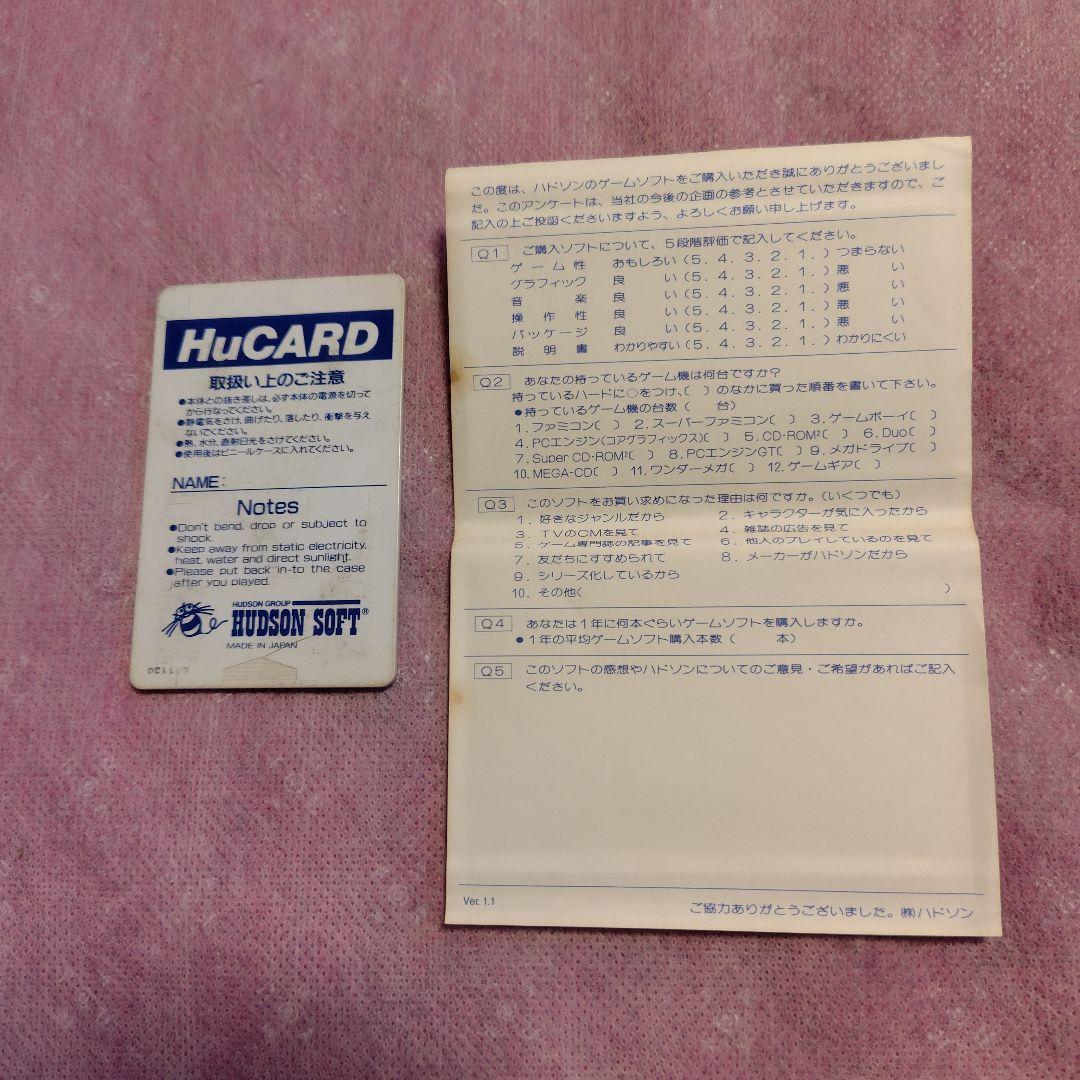 HuCARD
取扱い上のご注意
●本体との抜き差しは、必ず本体の電源を切って
から行なってください。
●静電気をさけ、曲げたり、落したり、衝撃を与え
ないでください。
●熱、水分、直射日光をさけてください。
●使用後はビニールケースに入れてください。
NAME:
Notes
●Don't bend, drop or subject to
shock.
●Keep away from static electricity,
heat, water and direct sunlight.
●Please put back in-to the case
after you played.
HUDSON GROUP
HUDSON SOFT®
MADE IN JAPAN
この度は、ハドソンのゲームソフトをご購入いただき誠にありがとうございまし
た。このアンケートは、当社の今後の企画の参考とさせていただきますので、ご
記入の上ご投函くださいますよう、よろしくお願い申し上げます。
Q1 ご購入ソフトについて、5段階評価で記入してください。
ゲーム性 おもしろい(5. 4. 3. 2. 1. )つまらない
グラフィック 良い(5. 4. 3. 2. 1. )悪い
音楽 良い(5. 4. 3. 2. 1. )悪い
操作性 良い(5. 4. 3. 2. 1. )悪い
パッケージ 良い(5. 4. 3. 2. 1. )悪い
説明書 わかりやすい(5. 4. 3. 2. 1. )わかりにくい
Q2 あなたの持っているゲーム機は何台ですか?
持っているハードに○をつけ、( )のなかに買った順番を書いて下さい。
●持っているゲーム機の台数( 台)
1. ファミコン( ) 2. スーパーファミコン( ) 3. ゲームボーイ( )
4. PCエンジン(コアグラフィックス)( ) 5. CD-ROM²( ) 6. Duo( )
7. Super CD-ROM²( ) 8. PCエンジンGT( ) 9. メガドライブ( )
10. MEGA-CD( ) 11. ワンダーメガ( ) 12. ゲームギア( )
Q3 このソフトをお買い求めになった理由は何ですか。(いくつでも)
1. 好きなジャンルだから 2. キャラクターが気に入ったから
3. TVのCMを見て 4. 雑誌の広告を見て
5. ゲーム専門誌の記事を見て 6. 他人のプレイしているのを見て
7. 友だちにすすめられて 8. メーカーがハドソンだから
9. シリーズ化しているから
10. その他( )
Q4 あなたは1年に何本ぐらいゲームソフトを購入しますか。
●1年の平均ゲームソフト購入本数( 本)
Q5 このソフトの感想やハドソンについてのご意見・ご希望があればご記入
ください。
Ver. 1.1
ご協力ありがとうございました。㈱ハドソン